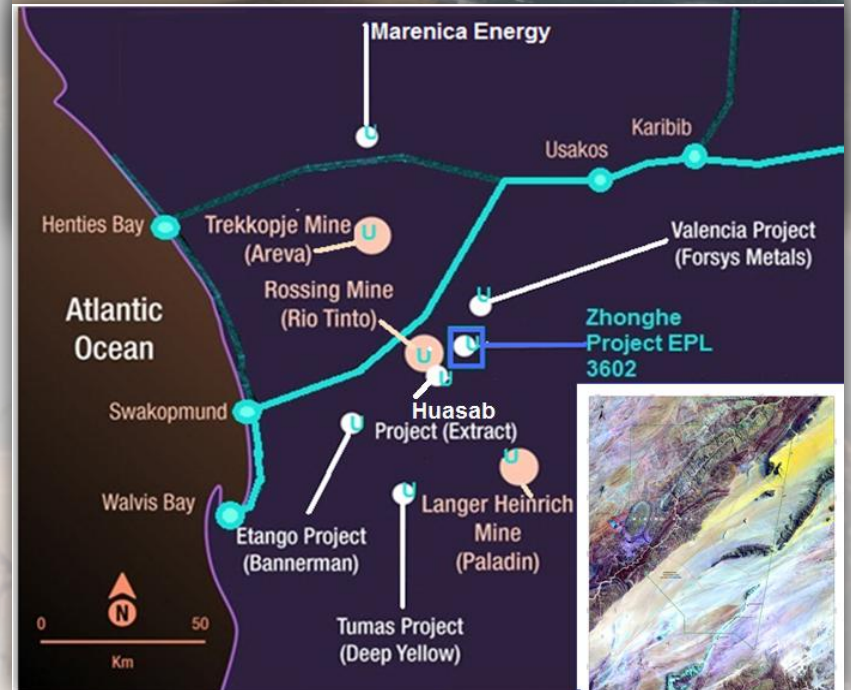 Marenica Energy
U
Karibib
Usakos
Henties Bay
Trekkopje Mine
(Areva)
U
Valencia Project
(Forsys Metals)
U
Rossing Mine
(Rio Tinto)
U
Atlantic
Ocean
Zhonghe
Project EPL
3602
U
U
Huasab
Project (Extract)
Swakopmund
U
U
Langer Heinrich
Mine
(Paladin)
Walvis Bay
U
Etango Project
(Bannerman)
N
0 50
Km
Tumas Project
(Deep Yellow)